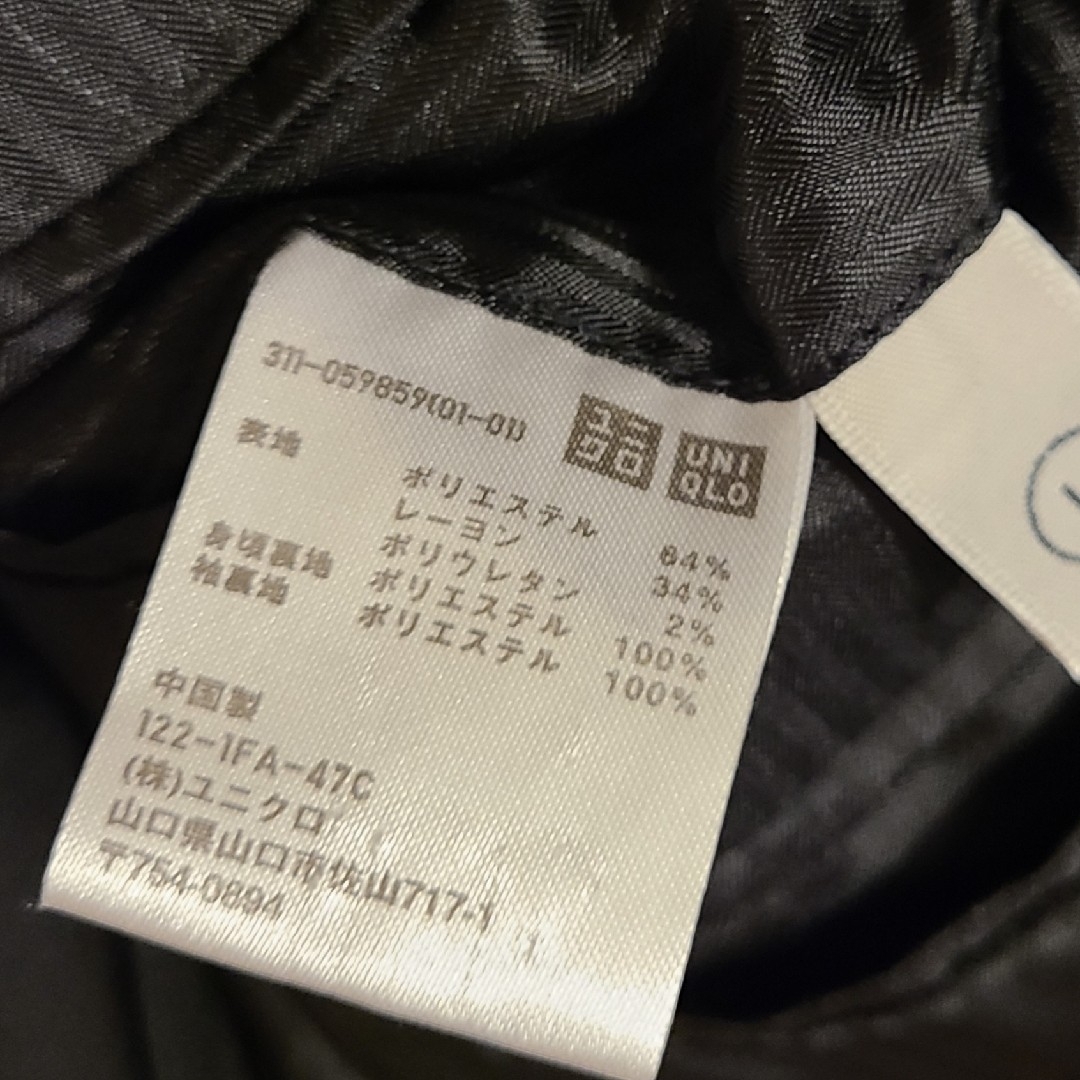 311-059859(01-01)
ユニクロ UNIQLO
表地
ポリエステル 64%
レーヨン 34%
ポリウレタン 2%
身頃裏地 ポリエステル 100%
袖裏地 ポリエステル 100%
中国製
122-1FA-47C
(株)ユニクロ
山口県山口市佐山717-1
〒754-0894